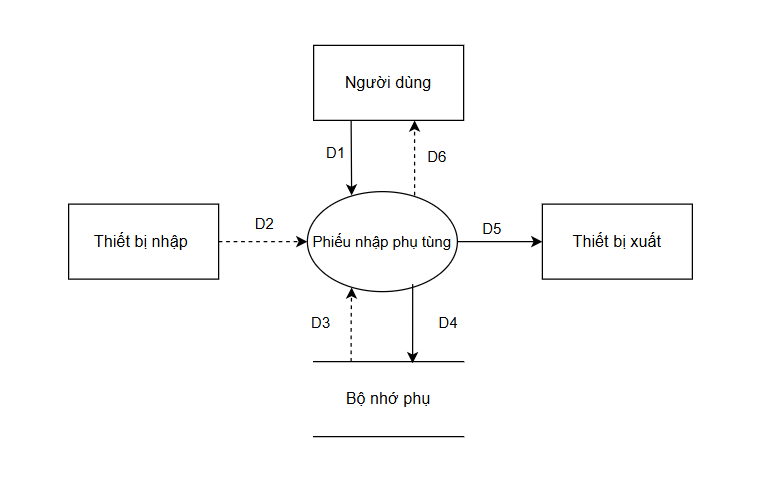 Người dùng
D1
D6
Thiết bị nhập
D2
Phiếu nhập phụ tùng
D5
Thiết bị xuất
D3
D4
Bộ nhớ phụ